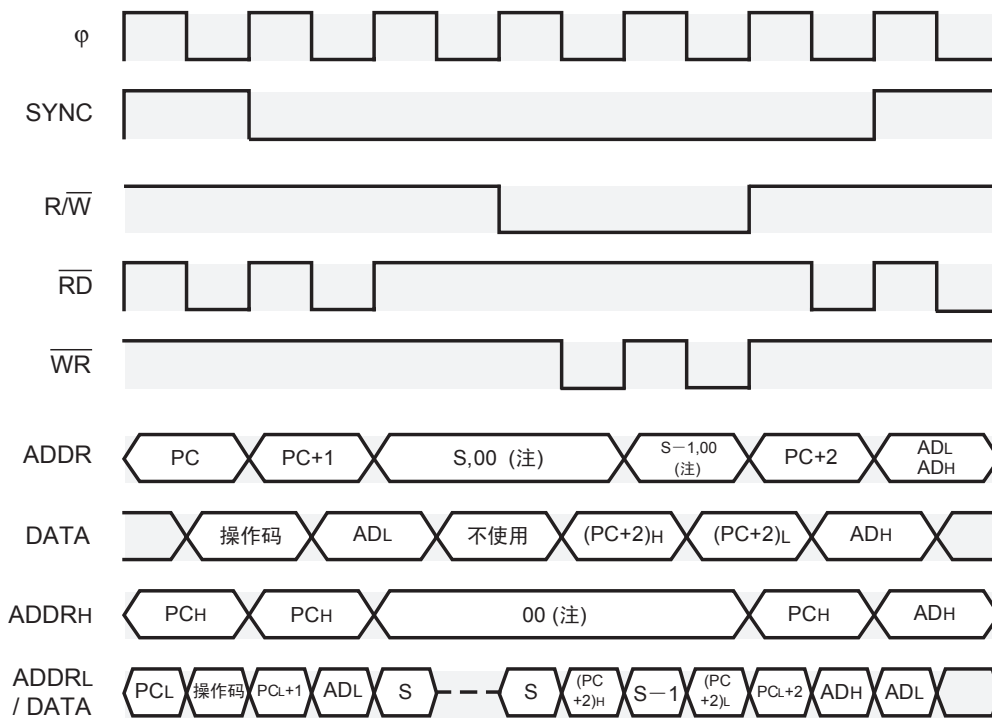 φ
SYNC
R/W
RD
WR
ADDR PC PC+1 S,00 (注) S－1,00 (注) PC+2 ADL ADH
DATA 操作码 ADL 不使用 (PC+2)H (PC+2)L ADH
ADDRH PCH PCH 00 (注) PCH ADH
ADDRL / DATA PCL 操作码 PCL+1 ADL S S (PC +2)H S－1 (PC +2)L PCL+2 ADH ADL